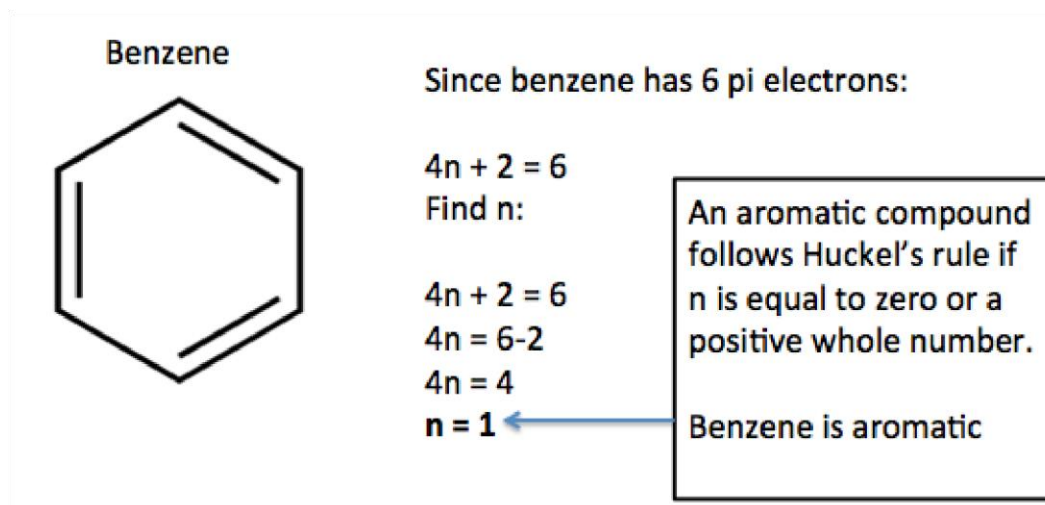 Benzene
Since benzene has 6 pi electrons:
4n + 2 = 6
Find n:
4n + 2 = 6
4n = 6-2
4n = 4
n = 1
An aromatic compound
follows Huckel’s rule if
n is equal to zero or a
positive whole number.
Benzene is aromatic